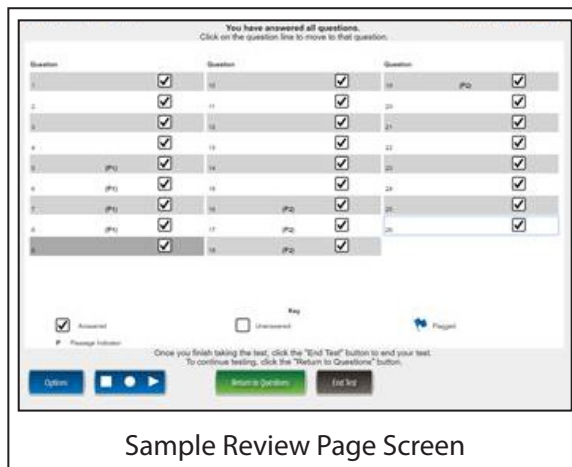 You have answered all questions.
Click on the question line to move to that question.
Question Question Question
1 10 19 (P2)
2 11 20
3 12 21
4 13 22
5 (P1) 14 23
6 (P1) 15 24
7 (P1) 16 (P2) 25
8 (P1) 17 (P2) 26
9 18 (P2)
Key
Answered Unanswered Flagged
P Passage Indicator
Once you finish taking the test, click the "End Test" button to end your test.
To continue testing, click the "Return to Questions" button.
Options Return to Questions End Test
Sample Review Page Screen